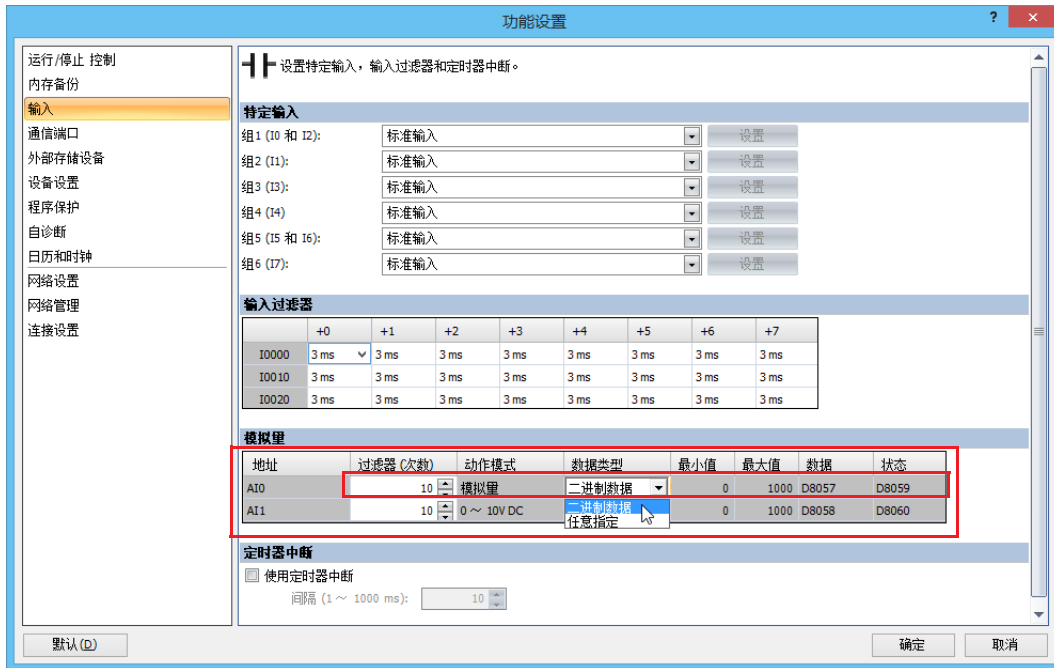 功能设置
?
×
运行/停止 控制
内存备份
输入
通信端口
外部存储设备
设备设置
程序保护
自诊断
日历和时钟
网络设置
网络管理
连接设置
设置特定输入，输入过滤器和定时器中断。
特定输入
组1 (I0 和 I2): 标准输入 设置
组2 (I1): 标准输入 设置
组3 (I3): 标准输入 设置
组4 (I4) 标准输入 设置
组5 (I5 和 I6): 标准输入 设置
组6 (I7): 标准输入 设置
输入过滤器
+0 +1 +2 +3 +4 +5 +6 +7
I0000 3 ms 3 ms 3 ms 3 ms 3 ms 3 ms 3 ms 3 ms
I0010 3 ms 3 ms 3 ms 3 ms 3 ms 3 ms 3 ms 3 ms
I0020 3 ms 3 ms 3 ms 3 ms 3 ms 3 ms 3 ms 3 ms
模拟里
地址 过滤器 (次数) 动作模式 数据类型 最小值 最大值 数据 状态
AI0 10 模拟量 二进制数据 0 1000 D8057 D8059
AI1 10 0 ～ 10V DC 二进制数据 0 1000 D8058 D8060
任意指定
定时器中断
使用定时器中断
间隔 (1 ～ 1000 ms): 10
默认(D) 确定 取消